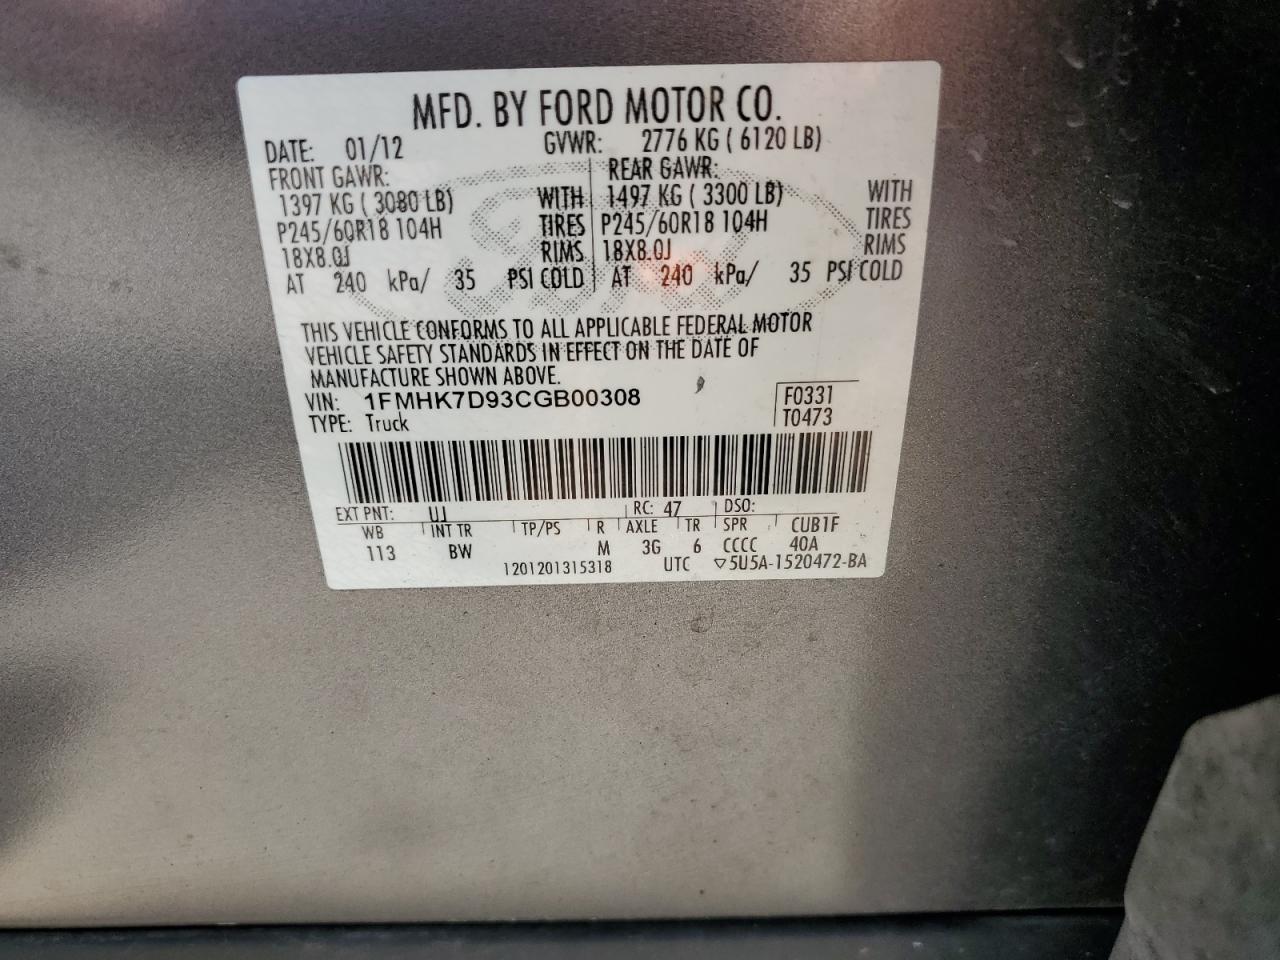 MFD. BY FORD MOTOR CO.
DATE: 01/12 GVWR: 2776 KG ( 6120 LB)
FRONT GAWR: REAR GAWR:
1397 KG ( 3080 LB) WITH 1497 KG ( 3300 LB) WITH
P245/60R18 104H TIRES P245/60R18 104H TIRES
18X8.0J RIMS 18X8.0J RIMS
AT 240 kPa/ 35 PSI COLD AT 240 kPa/ 35 PSI COLD
THIS VEHICLE CONFORMS TO ALL APPLICABLE FEDERAL MOTOR
VEHICLE SAFETY STANDARDS IN EFFECT ON THE DATE OF
MANUFACTURE SHOWN ABOVE.
VIN: 1FMHK7D93CGB00308 F0331
TYPE: Truck T0473
EXT PNT: UJ RC: 47 DSO:
WB INT TR TP/PS R AXLE TR SPR CUB1F
113 BW M 3G 6 CCCC 40A
1201201315318 UTC ▽5U5A-1520472-BA